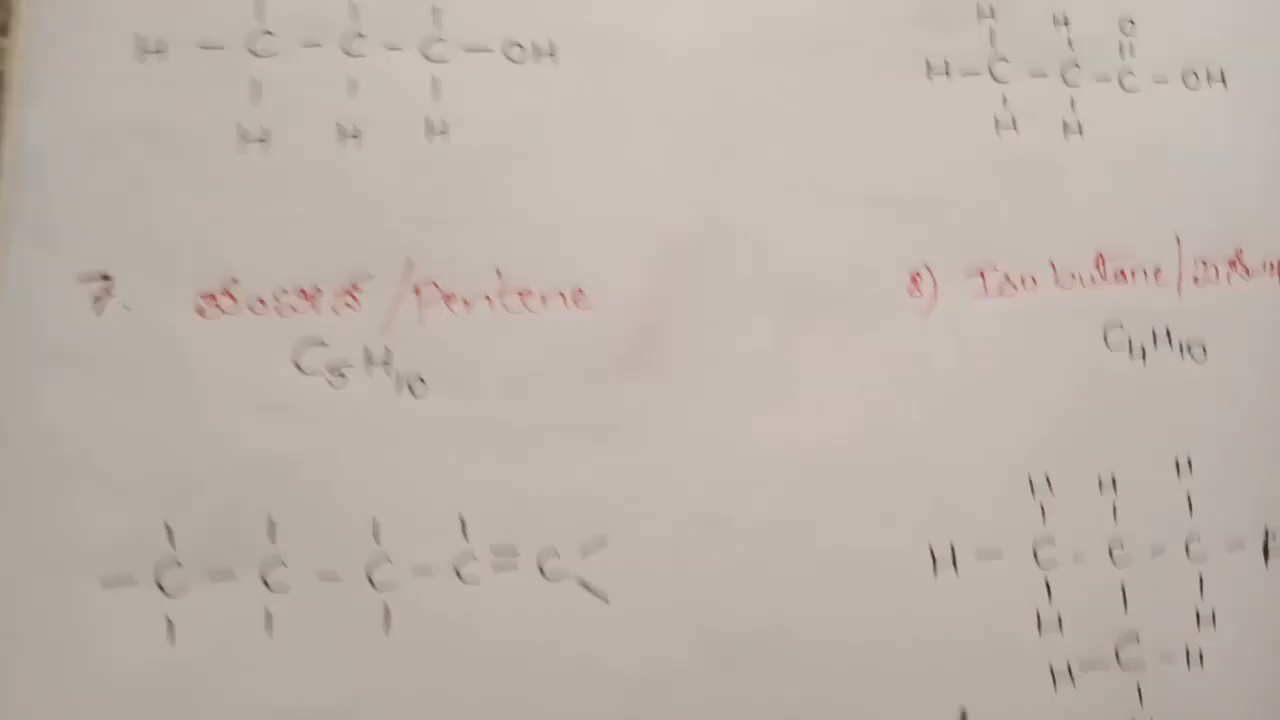 H - C - C - C - OH
H H H
H H O
H - C - C - C - OH
H H
7. /Pentene
C5H10
- C - C - C - C = C
8) Iso butane/
C4H10
H H H
H - C - C - C -
H H
H - C - H